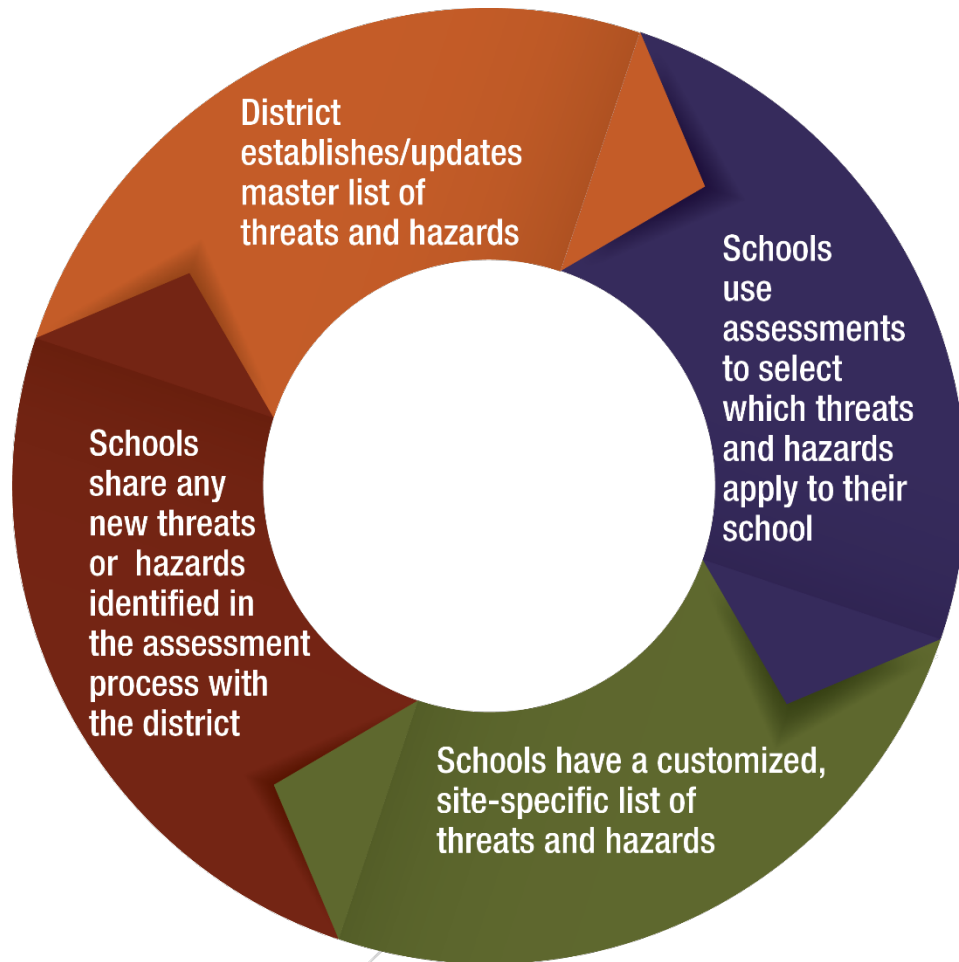 District
establishes/updates
master list of
threats and hazards
Schools
use
assessments
to select
which threats
and hazards
apply to their
school
Schools have a customized,
site-specific list of
threats and hazards
Schools
share any
new threats
or  hazards
identified in
the assessment
process with
the district